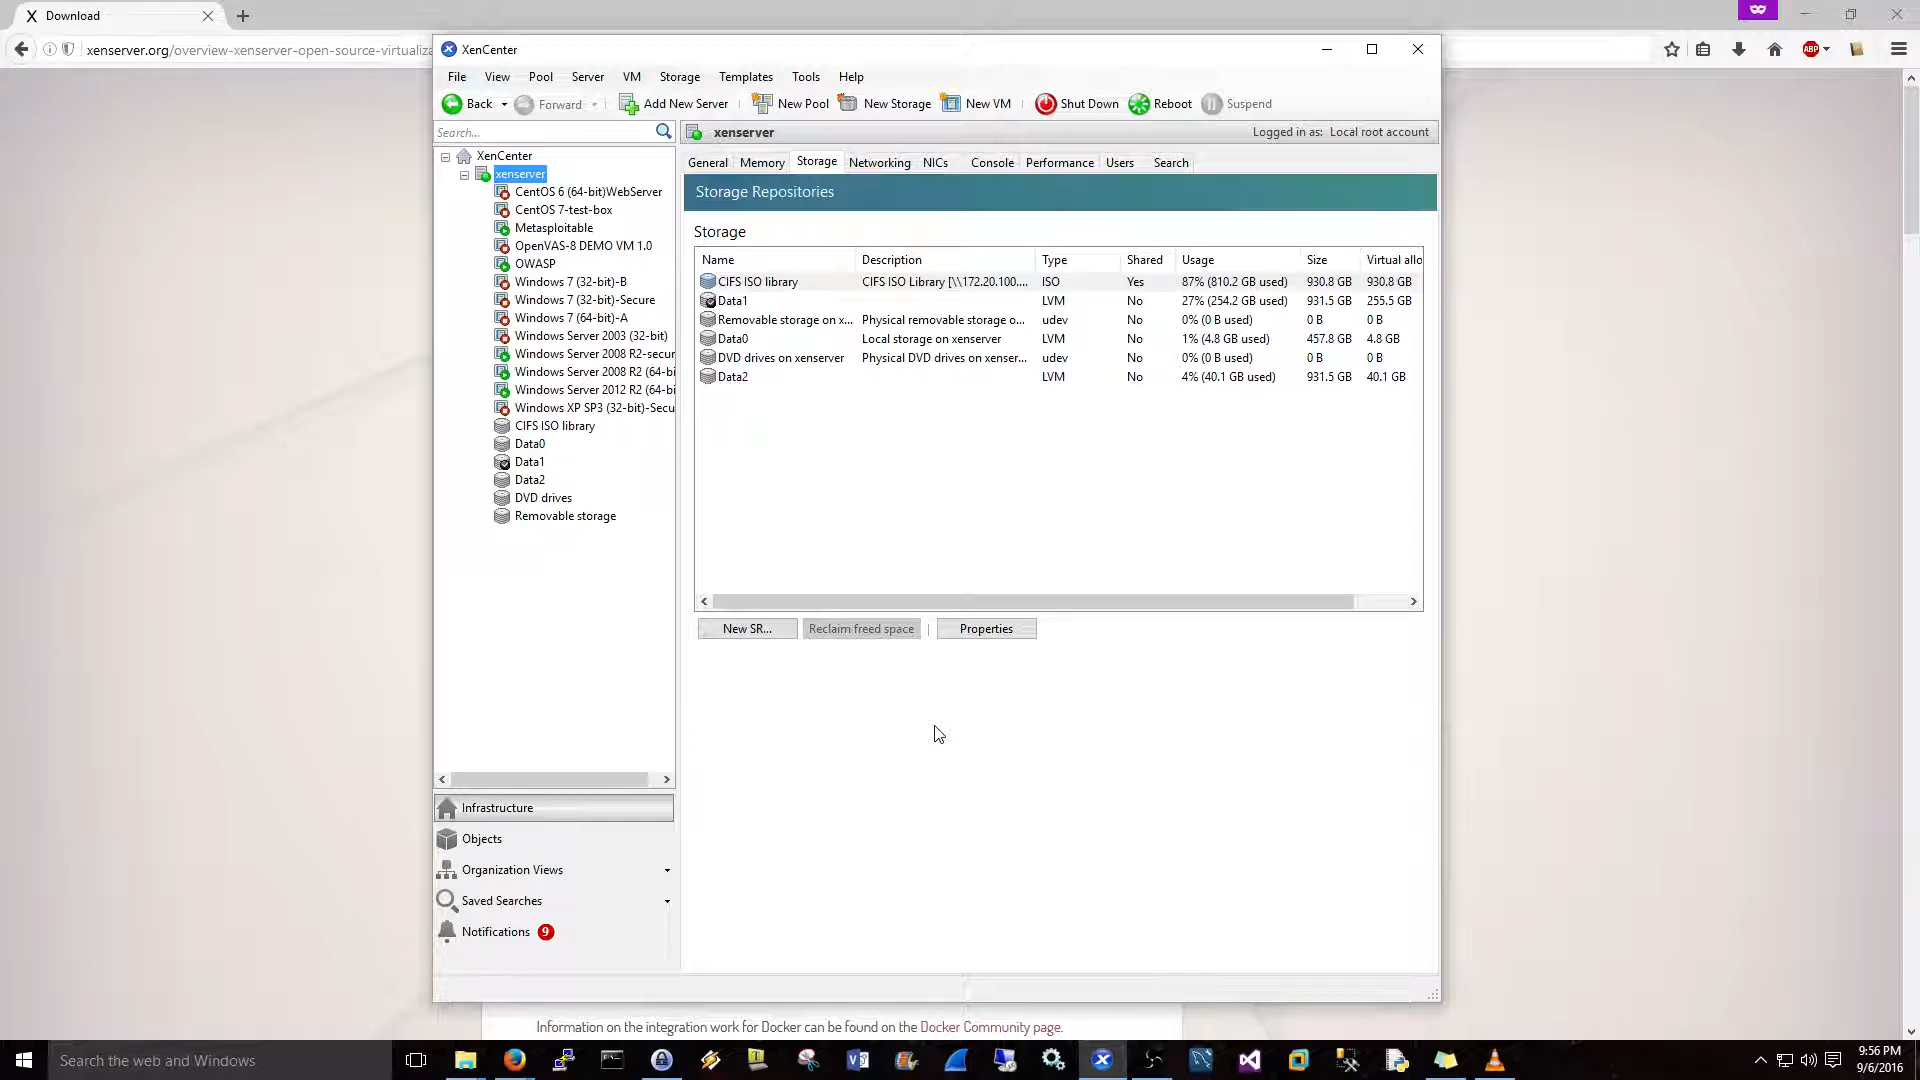 Download
xenserver.org/overview-xenserver-open-source-virtualiza
ABP
XenCenter
File View Pool Server VM Storage Templates Tools Help
Back Forward Add New Server New Pool New Storage New VM Shut Down Reboot Suspend
Search...
xenserver
Logged in as: Local root account
XenCenter
xenserver
CentOS 6 (64-bit)WebServer
CentOS 7-test-box
Metasploitable
OpenVAS-8 DEMO VM 1.0
OWASP
Windows 7 (32-bit)-B
Windows 7 (32-bit)-Secure
Windows 7 (64-bit)-A
Windows Server 2003 (32-bit)
Windows Server 2008 R2-secur
Windows Server 2008 R2 (64-bi
Windows Server 2012 R2 (64-bi
Windows XP SP3 (32-bit)-Secu
CIFS ISO library
Data0
Data1
Data2
DVD drives
Removable storage
General Memory Storage Networking NICs Console Performance Users Search
Storage Repositories
Storage
Name Description Type Shared Usage Size Virtual allo
CIFS ISO library CIFS ISO Library [\\172.20.100.... ISO Yes 87% (810.2 GB used) 930.8 GB 930.8 GB
Data1 LVM No 27% (254.2 GB used) 931.5 GB 255.5 GB
Removable storage on x... Physical removable storage o... udev No 0% (0 B used) 0 B 0 B
Data0 Local storage on xenserver LVM No 1% (4.8 GB used) 457.8 GB 4.8 GB
DVD drives on xenserver Physical DVD drives on xenser... udev No 0% (0 B used) 0 B 0 B
Data2 LVM No 4% (40.1 GB used) 931.5 GB 40.1 GB
New SR... Reclaim freed space Properties
Infrastructure
Objects
Organization Views
Saved Searches
Notifications 9
Information on the integration work for Docker can be found on the Docker Community page.
Search the web and Windows
9:56 PM
9/6/2016